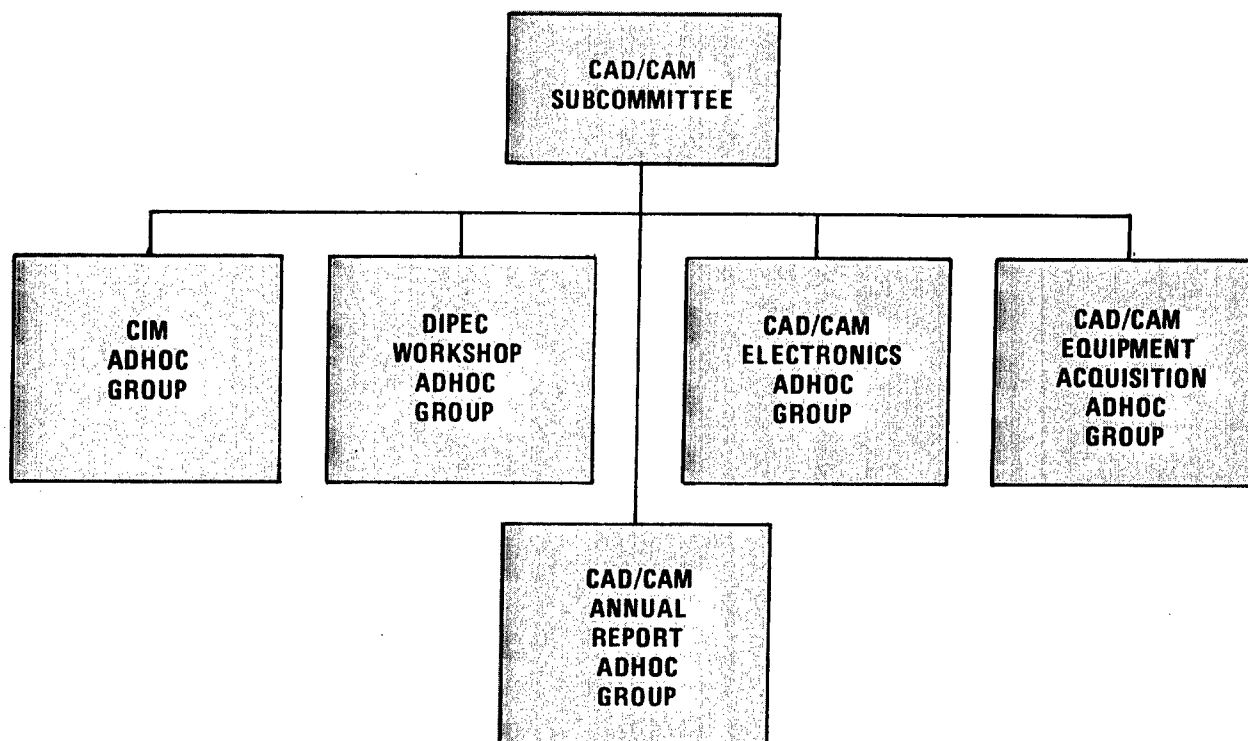 CAD/CAM
SUBCOMMITTEE
CIM
ADHOC
GROUP
DIPEC
WORKSHOP
ADHOC
GROUP
CAD/CAM
ELECTRONICS
ADHOC
GROUP
CAD/CAM
EQUIPMENT
ACQUISITION
ADHOC
GROUP
CAD/CAM
ANNUAL
REPORT
ADHOC
GROUP